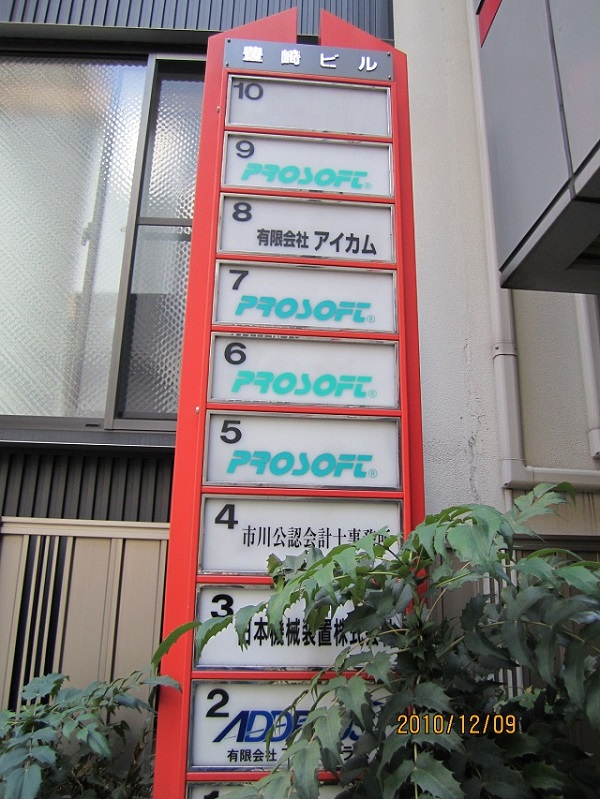 豊崎ビル
10
9
PROSOFT®
8
有限会社 アイカム
7
PROSOFT®
6
PROSOFT®
5
PROSOFT®
4
市川公認会計士事務
3
日本機械装置株式
2
ADD
有限会社
2010/12/09